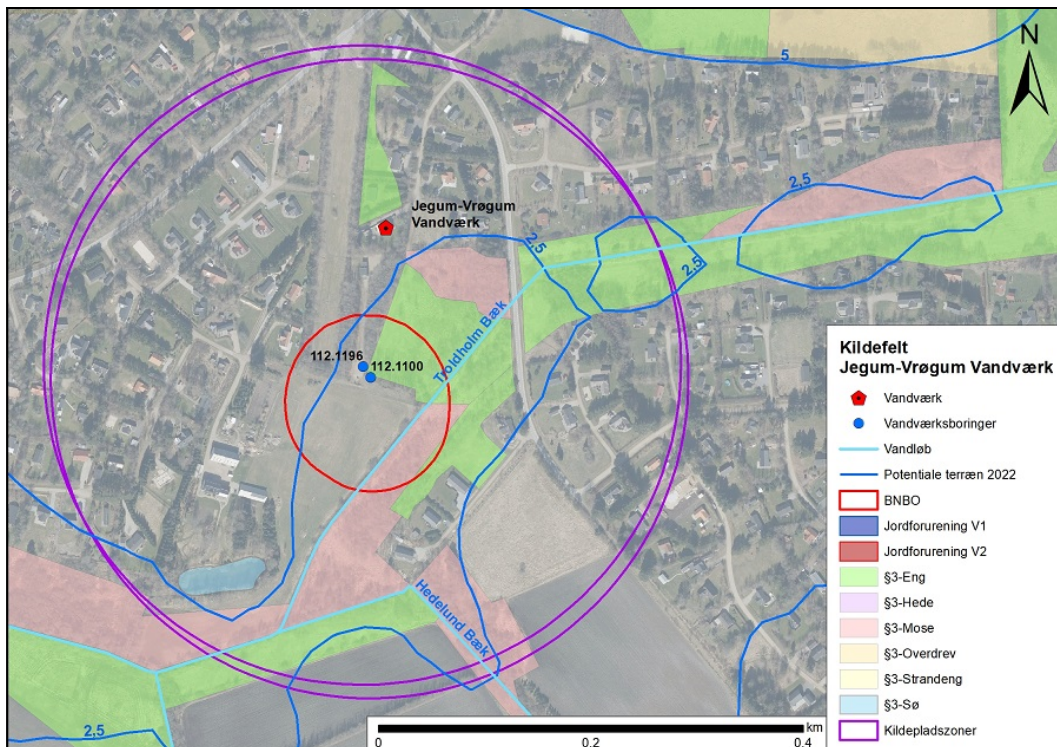 5
N
2,5
Jegum-Vrøgum
Vandværk
2,5
2,5
Troldholm Bæk
112.1196
112.1100
Hedelund Bæk
2,5
Kildefelt
Jegum-Vrøgum Vandværk
Vandværk
Vandværksboringer
Vandløb
Potentiale terræn 2022
BNBO
Jordforurening V1
Jordforurening V2
§3-Eng
§3-Hede
§3-Mose
§3-Overdrev
§3-Strandeng
§3-Sø
Kildepladszoner
km
0
0.2
0.4